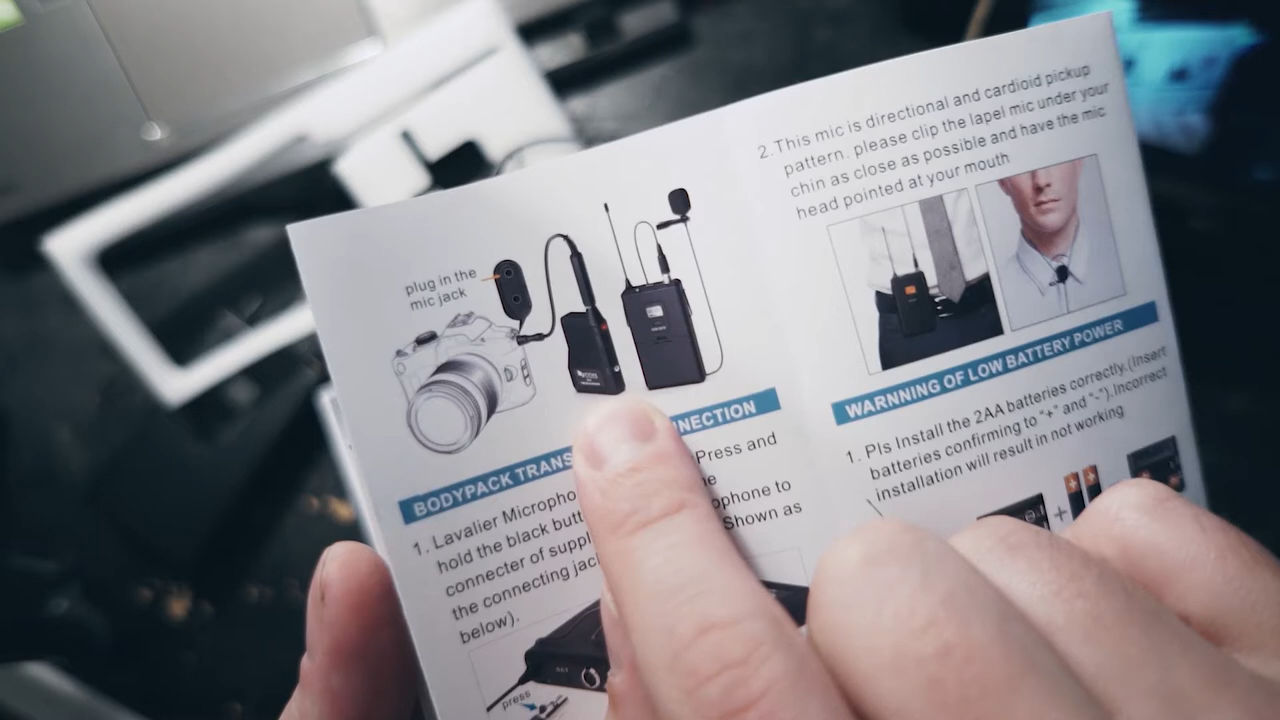 plug in the
mic jack
BODYPACK TRANS NECTION
1. Lavalier Micropho Press and
hold the black butt
connecter of suppl ophone to
the connecting jac Shown as
below).
press
2.This mic is directional and cardioid pickup
pattern. please clip the lapel mic under your
chin as close as possible and have the mic
head pointed at your mouth
WARNNING OF LOW BATTERY POWER
1. Pls Install the 2AA batteries correctly.(Insert
batteries confirming to "+" and "-").Incorrect
installation will result in not working
+